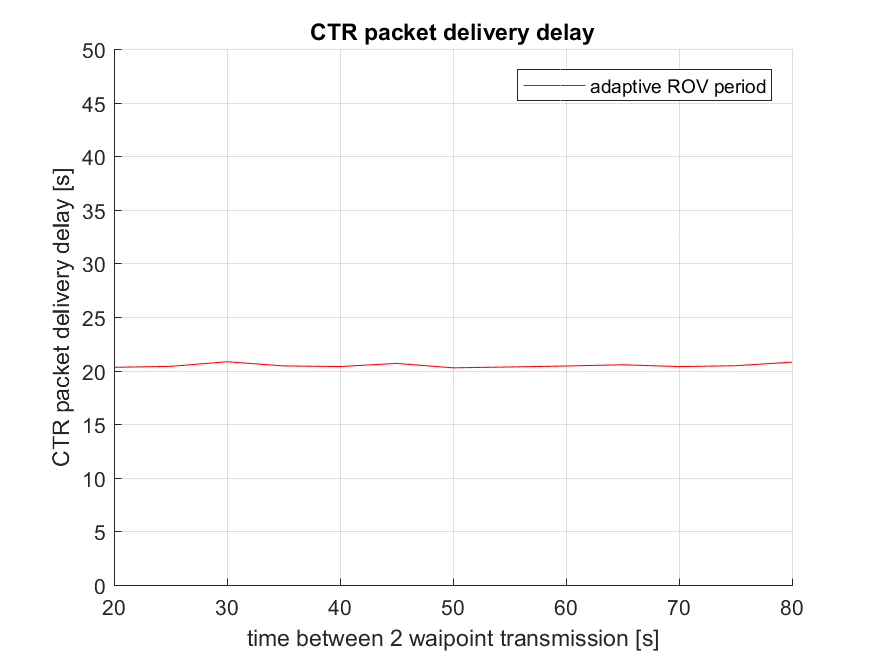 CTR packet delivery delay
adaptive ROV period
CTR packet delivery delay [s]
50
45
40
35
30
25
20
15
10
5
0
20 30 40 50 60 70 80
time between 2 waipoint transmission [s]